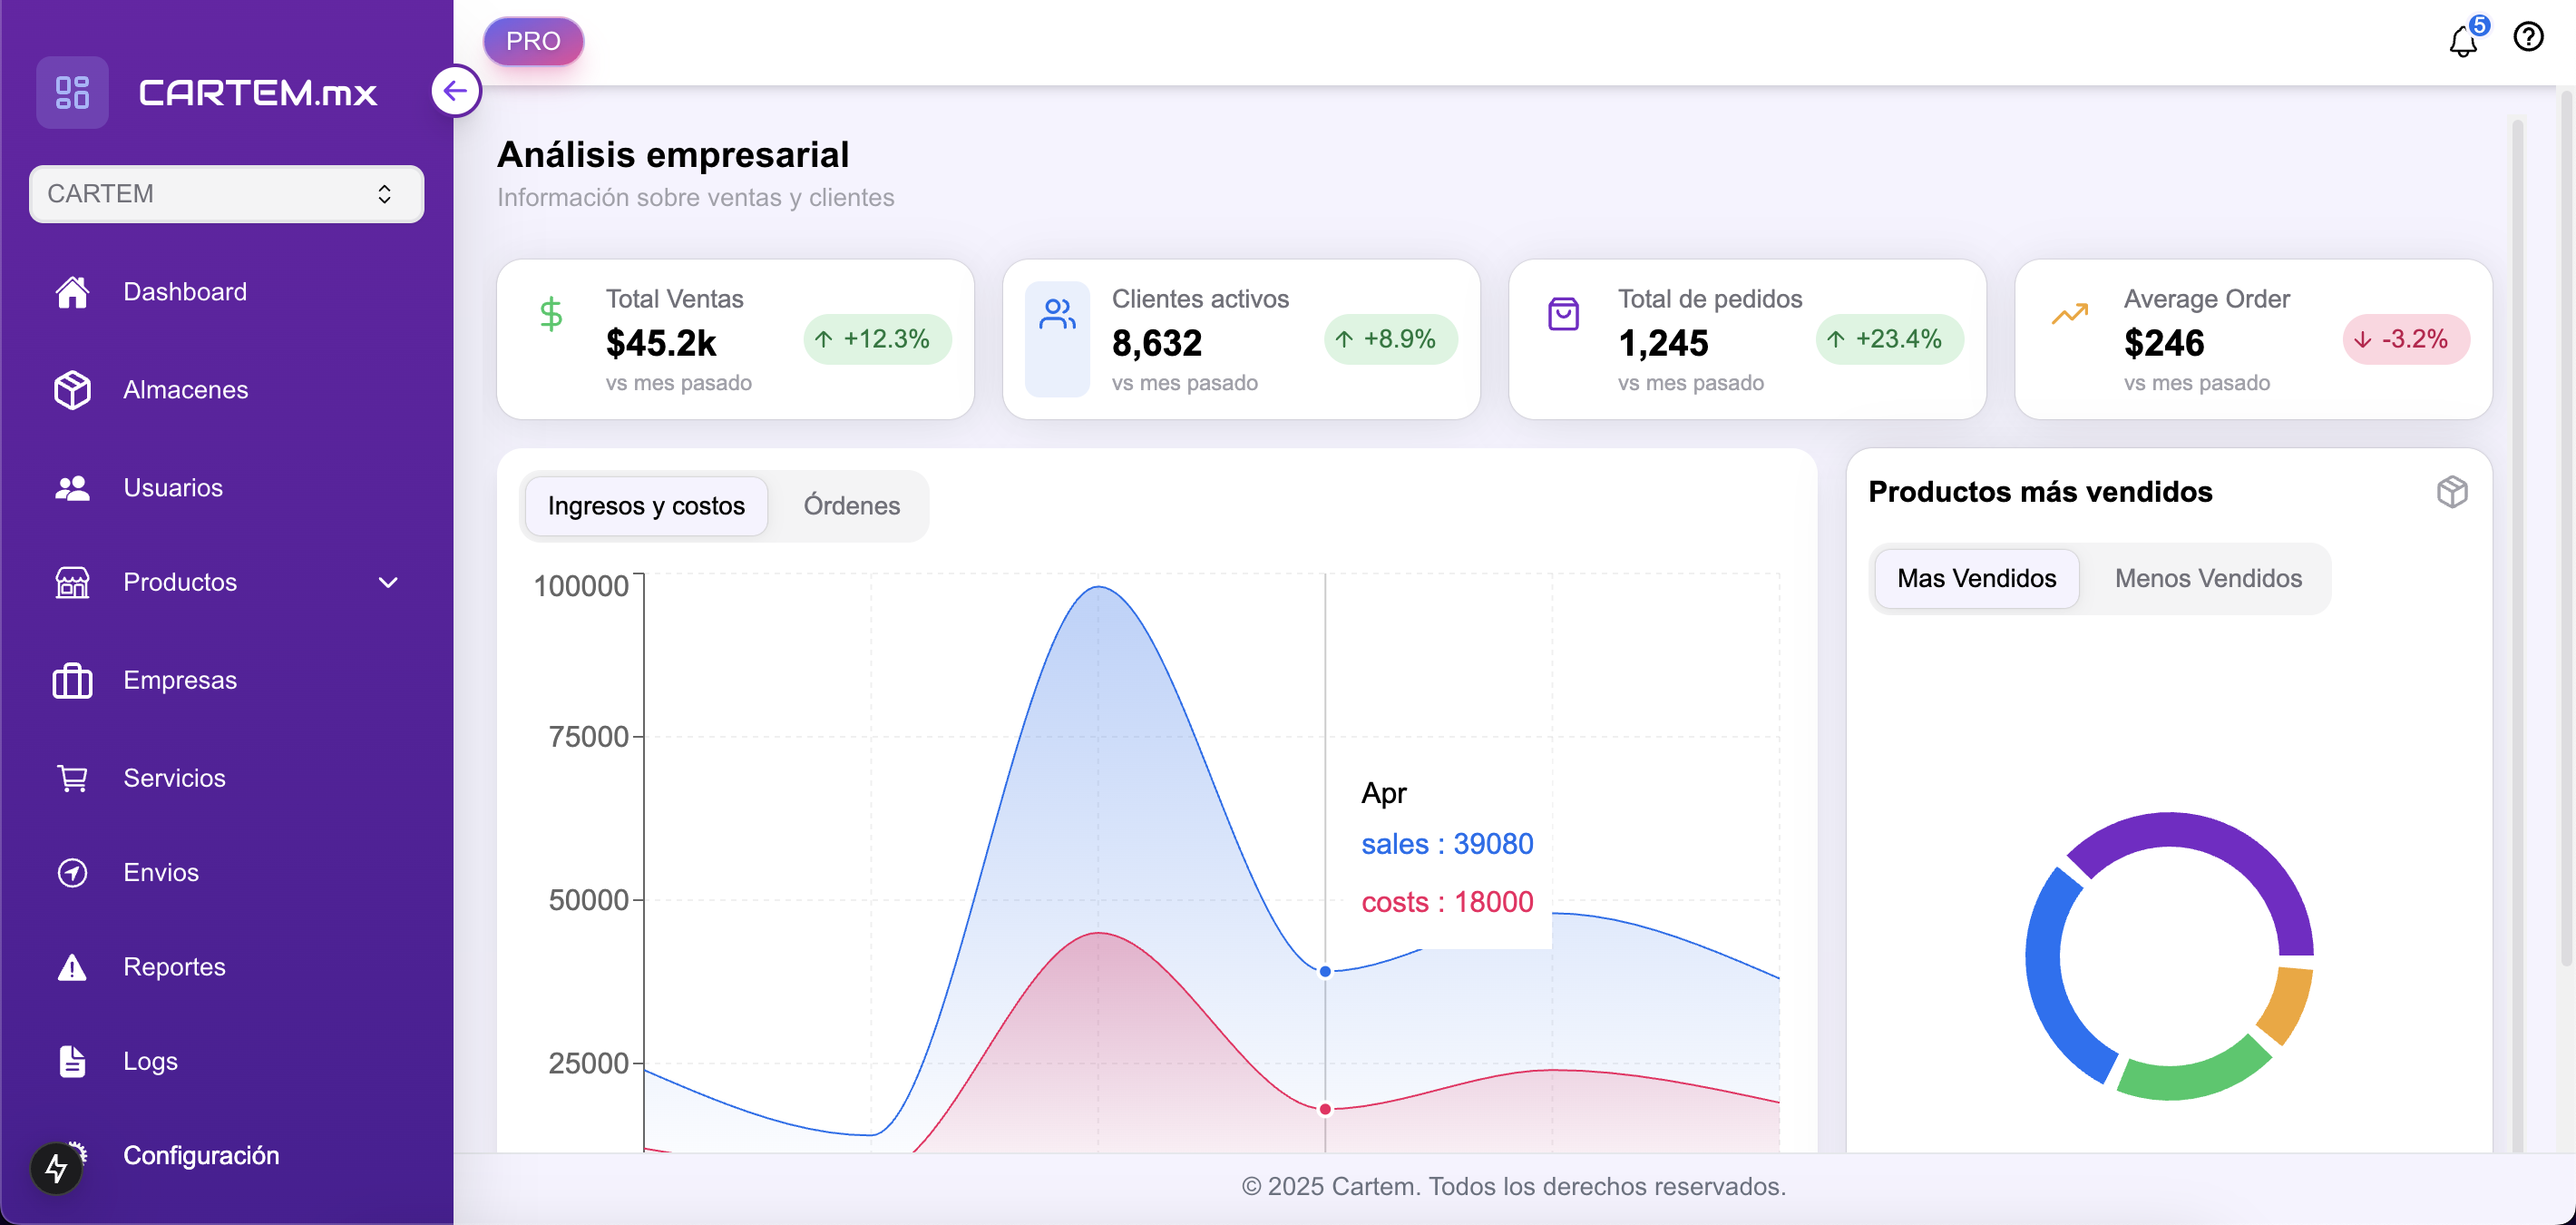 CARTEM.mx
CARTEM
Dashboard
Almacenes
Usuarios
Productos
Empresas
Servicios
Envios
Reportes
Logs
Configuración
PRO
5
Análisis empresarial
Información sobre ventas y clientes
Total Ventas
$45.2k
+12.3%
vs mes pasado
Clientes activos
8,632
+8.9%
vs mes pasado
Total de pedidos
1,245
+23.4%
vs mes pasado
Average Order
$246
-3.2%
vs mes pasado
Ingresos y costos
Órdenes
100000
75000
50000
25000
Apr
sales : 39080
costs : 18000
Productos más vendidos
Mas Vendidos
Menos Vendidos
© 2025 Cartem. Todos los derechos reservados.